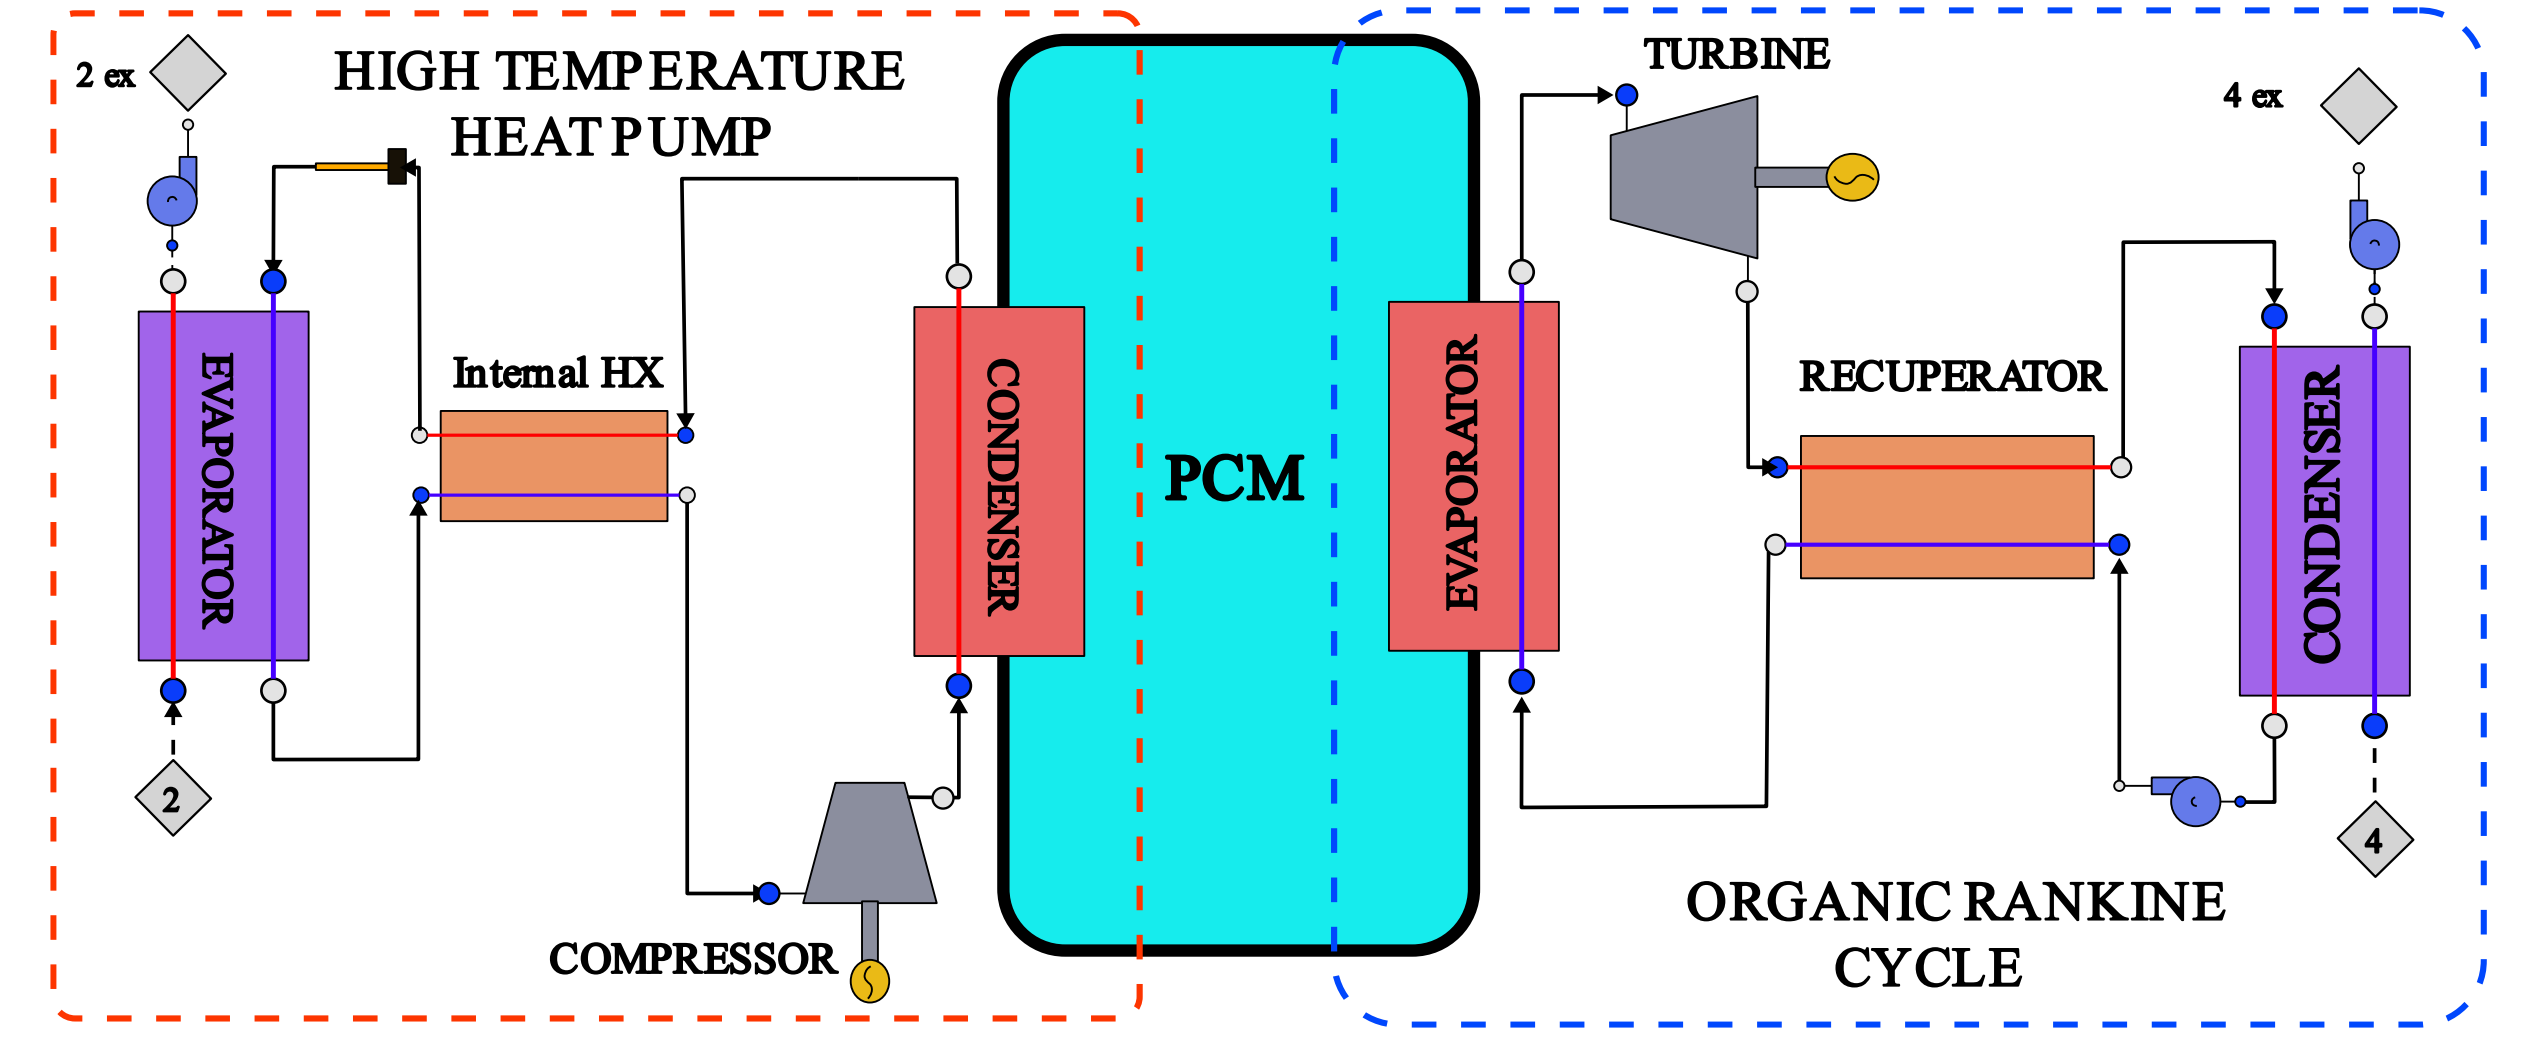 2 ex
HIGH TEMPERATURE
HEAT PUMP
TURBINE
4 ex
Internal HX
RECUPERATOR
EVAPORATOR
CONDENSER
PCM
EVAPORATOR
CONDENSER
2
4
COMPRESSOR
ORGANIC RANKINE
CYCLE